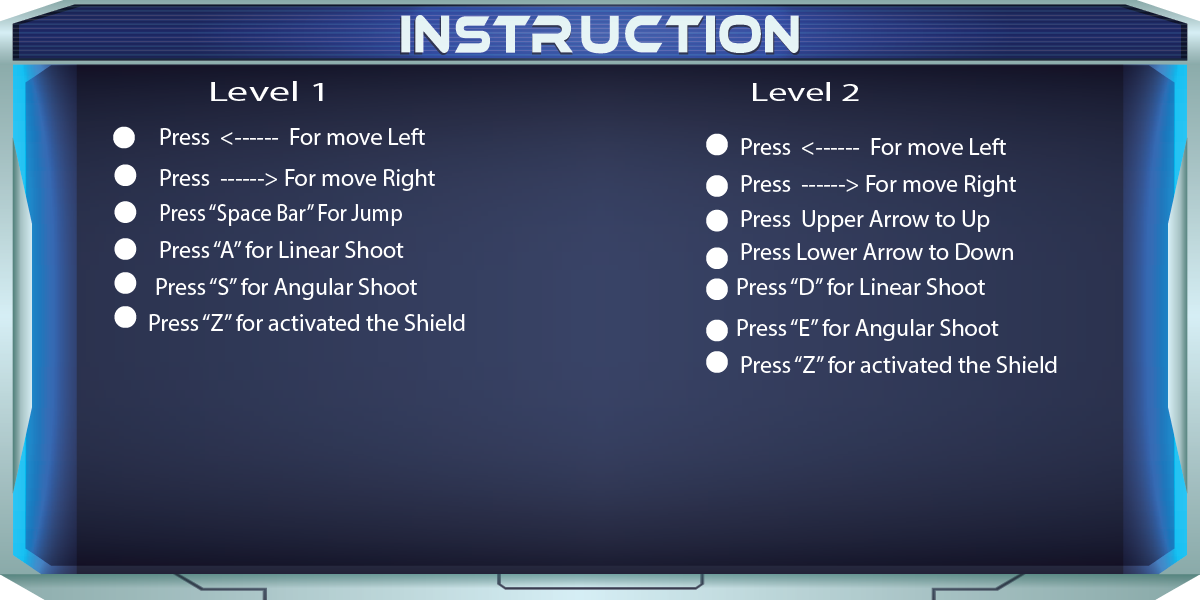 INSTRUCTION
Level 1
Press <------ For move Left
Press ------> For move Right
Press “Space Bar” For Jump
Press “A” for Linear Shoot
Press “S” for Angular Shoot
Press “Z” for activated the Shield
Level 2
Press <------ For move Left
Press ------> For move Right
Press Upper Arrow to Up
Press Lower Arrow to Down
Press “D” for Linear Shoot
Press “E” for Angular Shoot
Press “Z” for activated the Shield